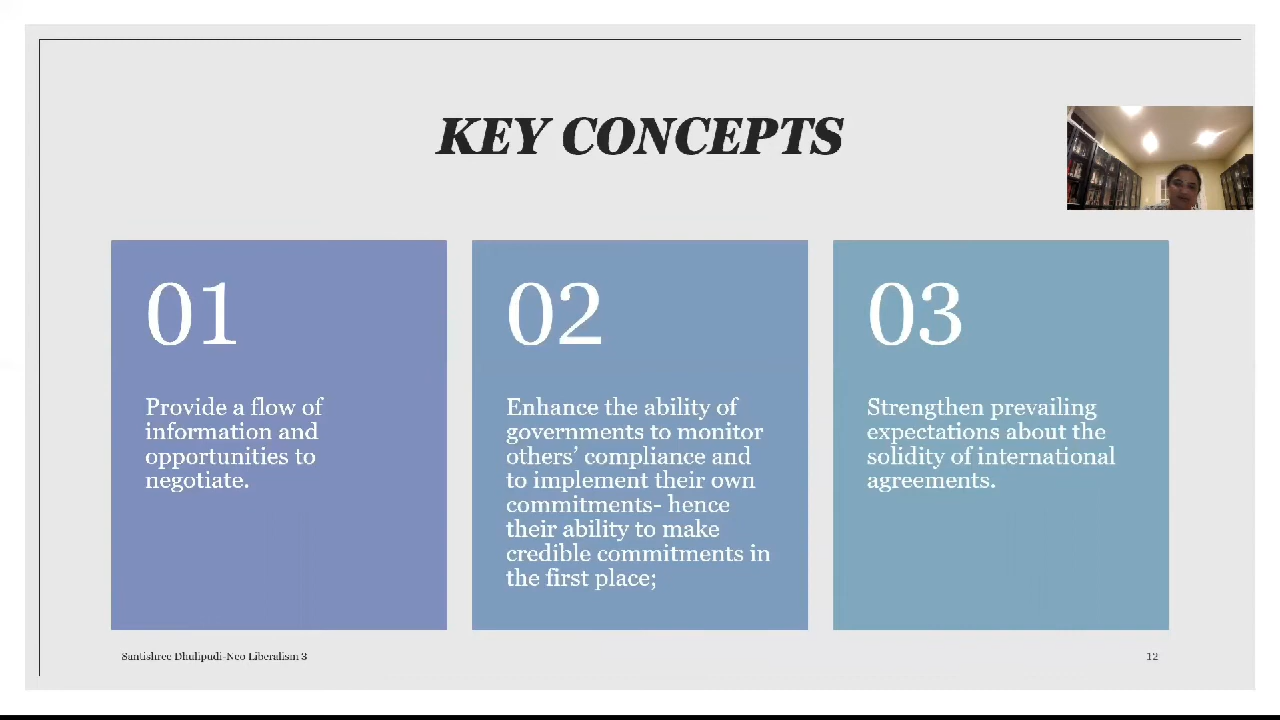 KEY CONCEPTS
01
Provide a flow of
information and
opportunities to
negotiate.
02
Enhance the ability of
governments to monitor
others’ compliance and
to implement their own
commitments- hence
their ability to make
credible commitments in
the first place;
03
Strengthen prevailing
expectations about the
solidity of international
agreements.
Santishree Dhulipudi-Neo Liberalism 3
12